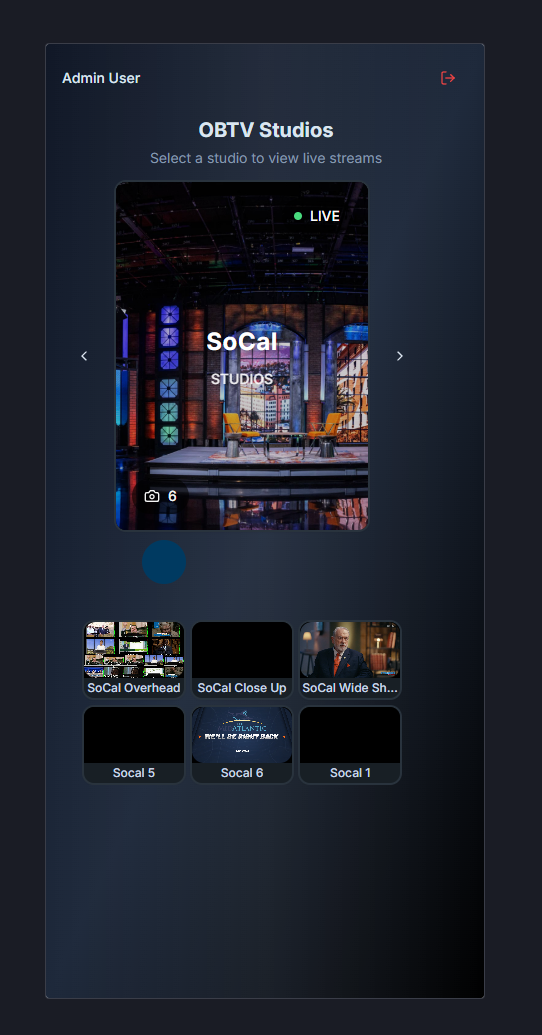 Admin User
OBTV Studios
Select a studio to view live streams
LIVE
SoCal
STUDIOS
6
SoCal Overhead
SoCal Close Up
SoCal Wide Sh...
ATLANTIC
WE'LL BE RIGHT BACK
Socal 5
Socal 6
Socal 1